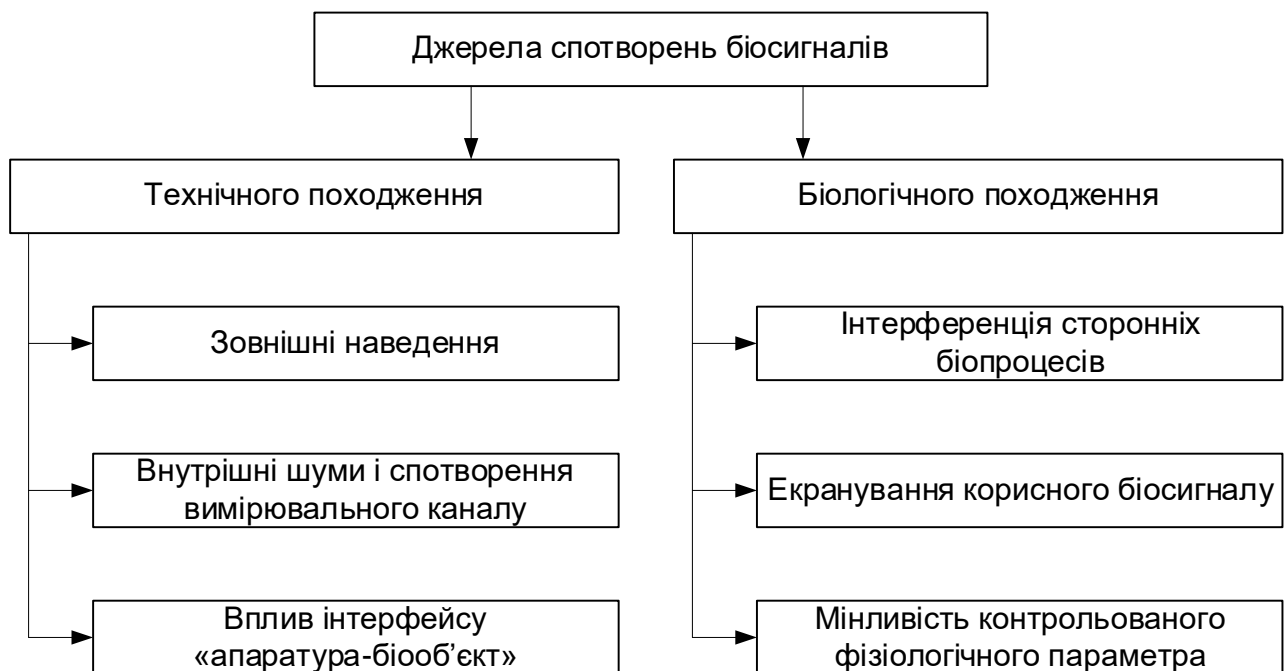 Джерела спотворень біосигналів
Технічного походження
Біологічного походження
Зовнішні наведення
Інтерференція сторонніх
біопроцесів
Внутрішні шуми і спотворення
вимірювального каналу
Екранування корисного біосигналу
Вплив інтерфейсу
«апаратура-біооб’єкт»
Мінливість контрольованого
фізіологічного параметра